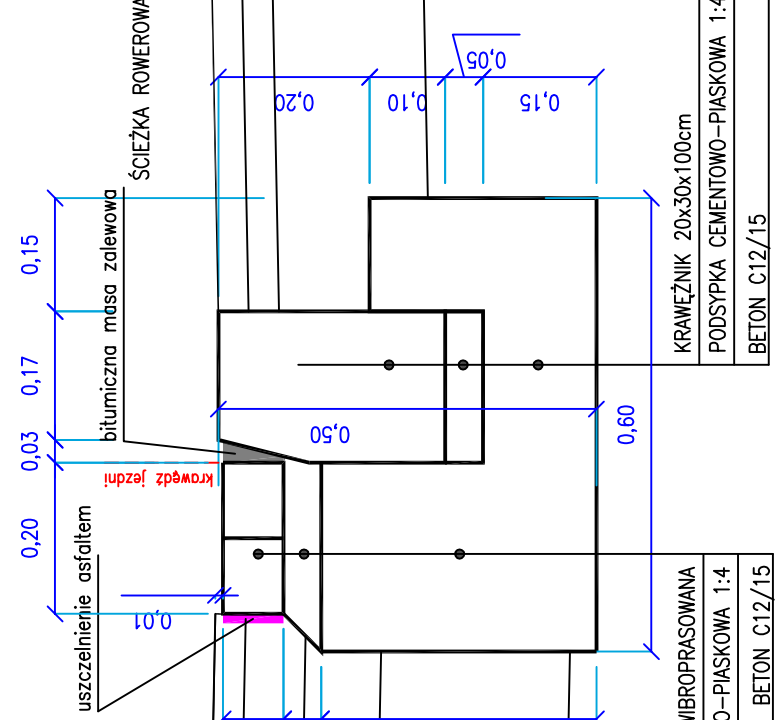 ŚCIEŻKA ROWEROWA
bitumiczna masa zalewowa
krawędź jezdni
uszczelnienie asfaltem
0,15
0,17
0,03
0,20
0,20
0,10
0,05
0,15
0,50
0,60
0,01
KRAWĘŻNIK 20x30x100cm
PODSYPKA CEMENTOWO-PIASKOWA 1:4
BETON C12/15
WIBROPRASOWANA
O-PIASKOWA 1:4
BETON C12/15